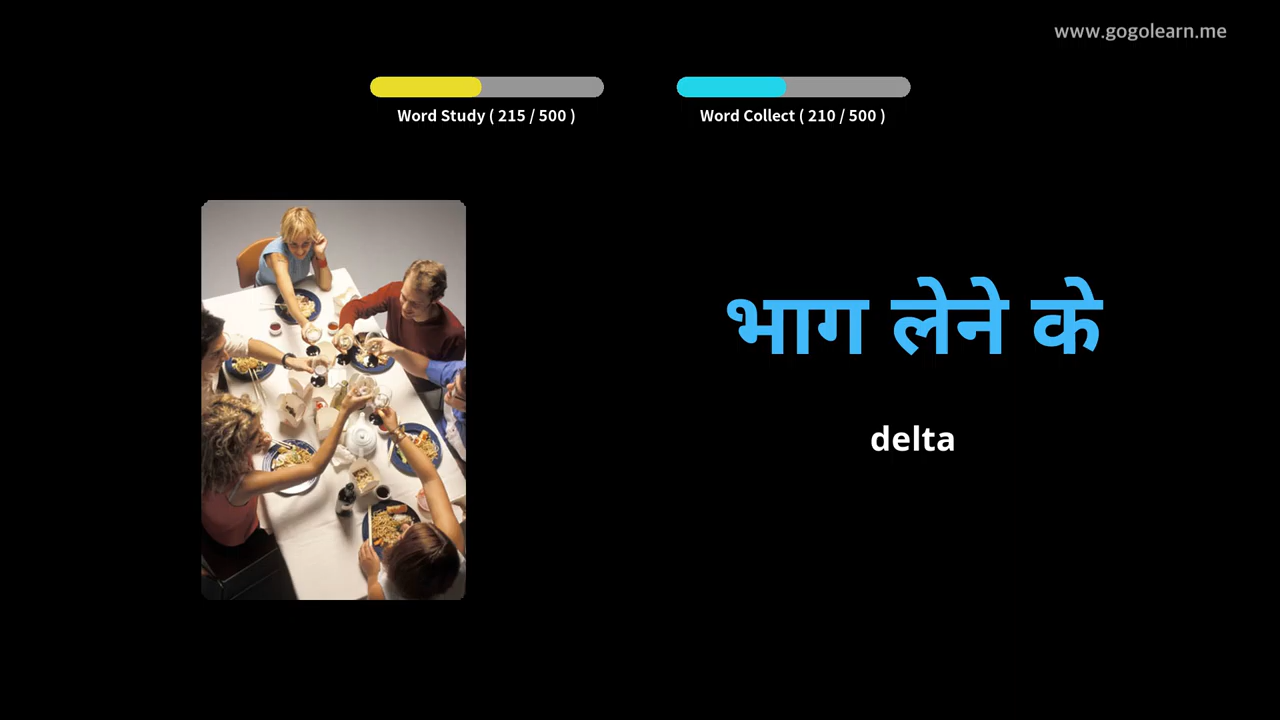 www.gogolearn.me
Word Study ( 215 / 500 )
Word Collect ( 210 / 500 )
भाग लेने के
delta